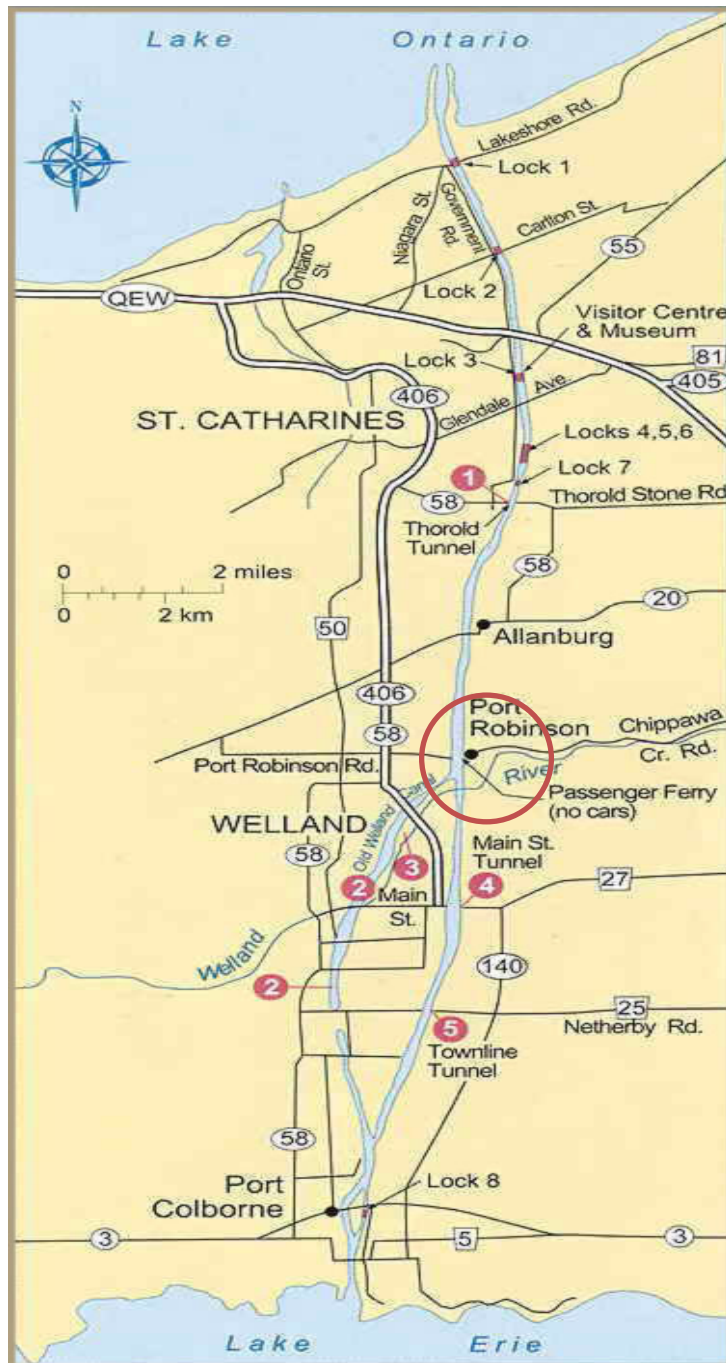 Lake Ontario
N
Lakeshore Rd.
Lock 1
Niagara St.
Government
Rd.
Carlton St.
Ontario
St.
55
Lock 2
QEW
Visitor Centre
& Museum
Lock 3
81
405
406
Glendale Ave.
ST. CATHARINES
Locks 4,5,6
Lock 7
1
58
Thorold Stone Rd
Thorold
Tunnel
0 2 miles
0 2 km
58
20
50
Allanburg
406
58
Port
Robinson
Chippawa
Cr. Rd.
Port Robinson Rd.
River
Passenger Ferry
(no cars)
Old Welland Canal
WELLAND
58
3
Main St.
Tunnel
2
Main
St.
4
27
Welland
140
2
25
5
Netherby Rd.
Townline
Tunnel
58
Port
Colborne
Lock 8
3
5
3
Lake Erie